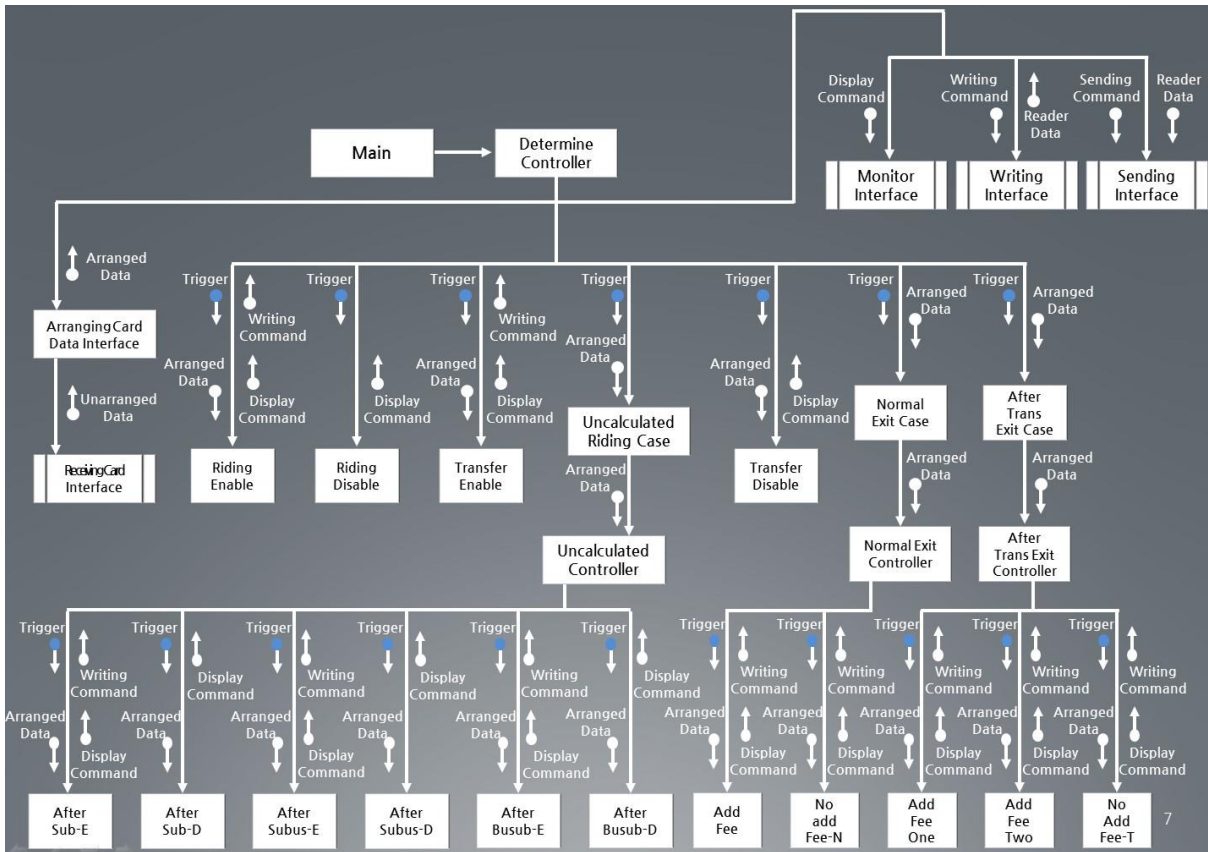 Display
Command
Writing
Command
Reader
Data
Sending
Command
Reader
Data
Main
Determine
Controller
Monitor
Interface
Writing
Interface
Sending
Interface
Arranged
Data
Trigger
Writing
Command
Trigger
Trigger
Writing
Command
Trigger
Trigger
Trigger
Arranged
Data
Trigger
Arranged
Data
Arranging Card
Data Interface
Arranged
Data
Display
Command
Display
Command
Arranged
Data
Display
Command
Arranged
Data
Arranged
Data
Display
Command
Unarranged
Data
Uncalculated
Riding Case
Normal
Exit Case
After
Trans
Exit Case
Receiving Card
Interface
Riding
Enable
Riding
Disable
Transfer
Enable
Arranged
Data
Transfer
Disable
Arranged
Data
Arranged
Data
Uncalculated
Controller
Normal Exit
Controller
After
Trans Exit
Controller
Trigger
Writing
Command
Trigger
Display
Command
Trigger
Writing
Command
Trigger
Display
Command
Trigger
Writing
Command
Trigger
Display
Command
Trigger
Writing
Command
Trigger
Writing
Command
Trigger
Writing
Command
Trigger
Writing
Command
Trigger
Writing
Command
Arranged
Data
Display
Command
Arranged
Data
Arranged
Data
Display
Command
Arranged
Data
Arranged
Data
Display
Command
Arranged
Data
Arranged
Data
Display
Command
Arranged
Data
Display
Command
Arranged
Data
Display
Command
Arranged
Data
Display
Command
Arranged
Data
Display
Command
After
Sub-E
After
Sub-D
After
Subus-E
After
Subus-D
After
Busub-E
After
Busub-D
Add
Fee
No
add
Fee-N
Add
Fee
One
Add
Fee
Two
No
Add
Fee-T
7